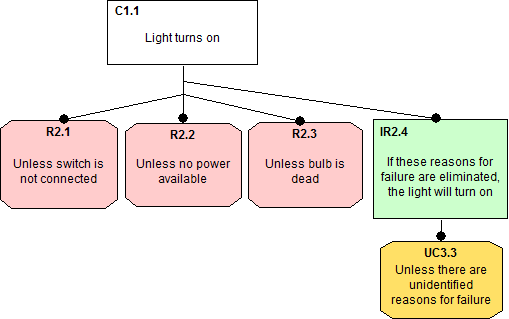 C1.1
Light turns on
R2.1
Unless switch is
not connected
R2.2
Unless no power
available
R2.3
Unless bulb is
dead
IR2.4
If these reasons for
failure are eliminated,
the light will turn on
UC3.3
Unless there are
unidentified
reasons for failure